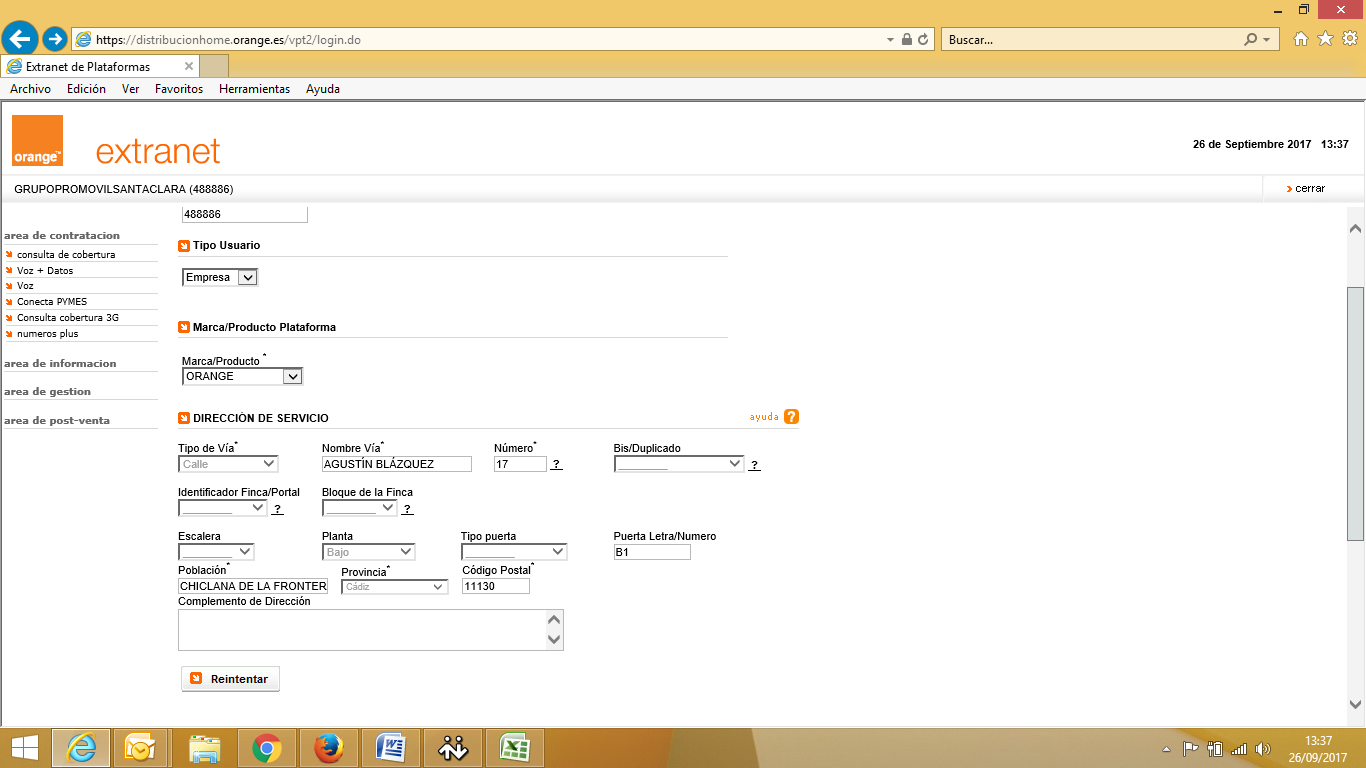 https://distribucionhome.orange.es/vpt2/login.do
Buscar...
Extranet de Plataformas
Archivo Edición Ver Favoritos Herramientas Ayuda
orange™ extranet
26 de Septiembre 2017 13:37
GRUPOPROMOVILSANTACLARA (488886)
cerrar
area de contratacion
consulta de cobertura
Voz + Datos
Voz
Conecta PYMES
Consulta cobertura 3G
numeros plus
area de informacion
area de gestion
area de post-venta
488886
Tipo Usuario
Empresa
Marca/Producto Plataforma
Marca/Producto *
ORANGE
DIRECCIÓN DE SERVICIO
ayuda ?
Tipo de Vía* Nombre Vía* Número* Bis/Duplicado
Calle AGUSTÍN BLÁZQUEZ 17 ? ________ ?
Identificador Finca/Portal Bloque de la Finca
________ ? ________ ?
Escalera Planta Tipo puerta Puerta Letra/Numero
________ Bajo ________ B1
Población* Provincia* Código Postal*
CHICLANA DE LA FRONTER Cádiz 11130
Complemento de Dirección
Reintentar
13:37
26/09/2017